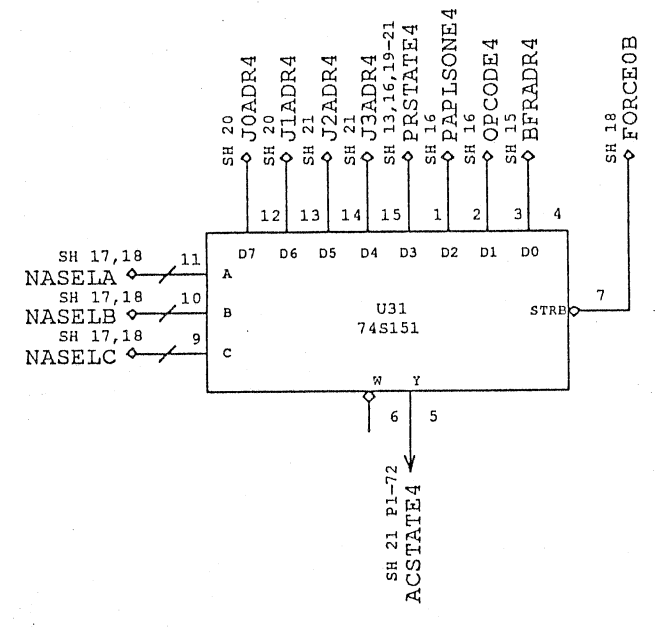 SH 20
J0ADR4
SH 20
J1ADR4
SH 21
J2ADR4
SH 21
J3ADR4
SH 13,16,19-21
PRSTATE4
SH 16
PAPLSONE4
SH 16
OPCODE4
SH 15
BFRADR4
SH 18
FORCE0B
12 13 14 15 1 2 3 4
D7 D6 D5 D4 D3 D2 D1 D0
SH 17,18 11
NASELA A
SH 17,18 10
NASELB B
SH 17,18 9
NASELC C
U31
74S151
STRB 7
W Y
6 5
SH 21 P1-72
ACSTATE4